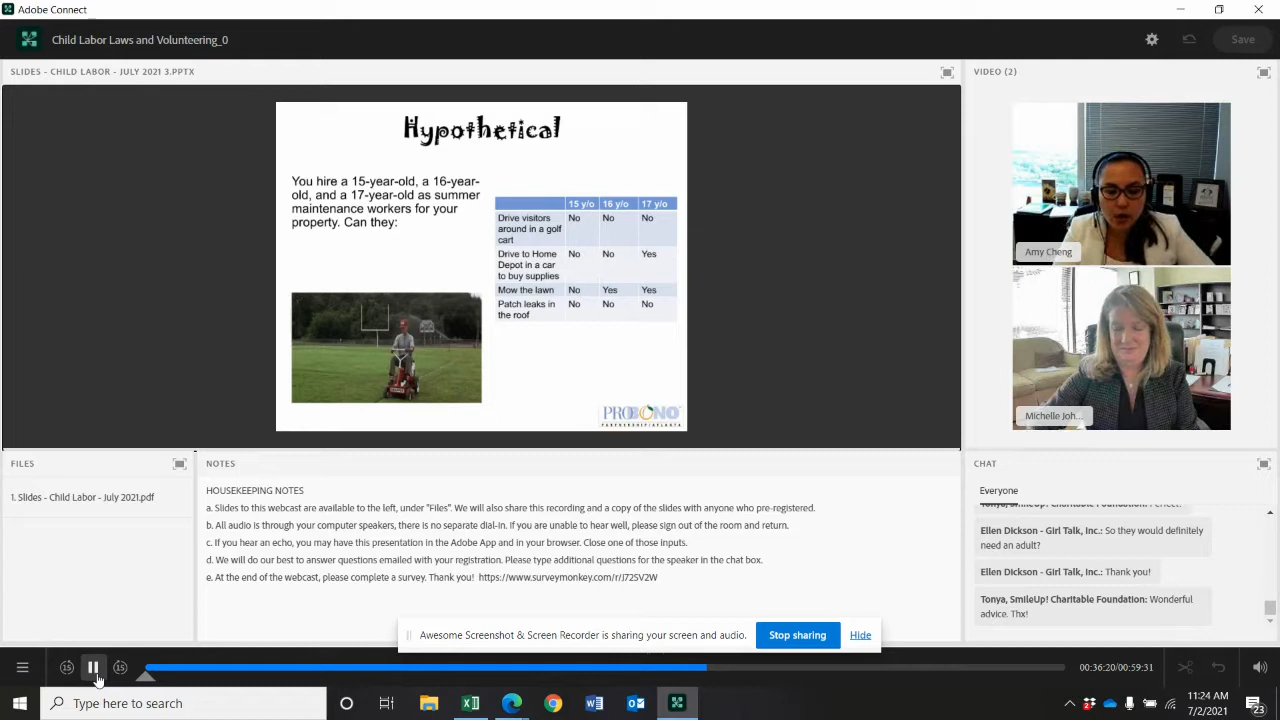 Adobe Connect
Child Labor Laws and Volunteering_0
Save
SLIDES - CHILD LABOR - JULY 2021 3.PPTX
VIDEO (2)
Hypothetical
You hire a 15-year-old, a 16-year-
old, and a 17-year-old as summer
maintenance workers for your
property. Can they:
15 y/o 16 y/o 17 y/o
Drive visitors No No No
around in a golf
cart
Drive to Home No No Yes
Depot in a car
to buy supplies
Mow the lawn No Yes Yes
Patch leaks in No No No
the roof
PRO BONO
PARTNERSHIP ATLANTA
Amy Cheng
Michelle Joh...
FILES
1. Slides - Child Labor - July 2021.pdf
NOTES
HOUSEKEEPING NOTES
a. Slides to this webcast are available to the left, under "Files". We will also share this recording and a copy of the slides with anyone who pre-registered.
b. All audio is through your computer speakers, there is no separate dial-in. If you are unable to hear well, please sign out of the room and return.
c. If you hear an echo, you may have this presentation in the Adobe App and in your browser. Close one of those inputs.
d. We will do our best to answer questions emailed with your registration. Please type additional questions for the speaker in the chat box.
e. At the end of the webcast, please complete a survey. Thank you! https://www.surveymonkey.com/r/J72SV2W
CHAT
Everyone
Tonya, SmileUp! Charitable Foundation: Perfect!
Ellen Dickson - Girl Talk, Inc.: So they would definitely
need an adult?
Ellen Dickson - Girl Talk, Inc.: Thank you!
Tonya, SmileUp! Charitable Foundation: Wonderful
advice. Thx!
Awesome Screenshot & Screen Recorder is sharing your screen and audio.
Stop sharing
Hide
15
15
00:36:20/00:59:31
Type here to search
11:24 AM
7/2/2021
23